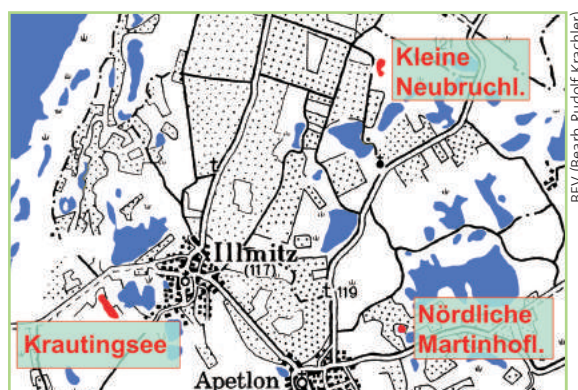 Kleine
Neubruchl.
Illmitz
(117)
119
Nördliche
Martinhofl.
Krautingsee
Apetlon
BEV (Bearb. Rudolf Krachler)